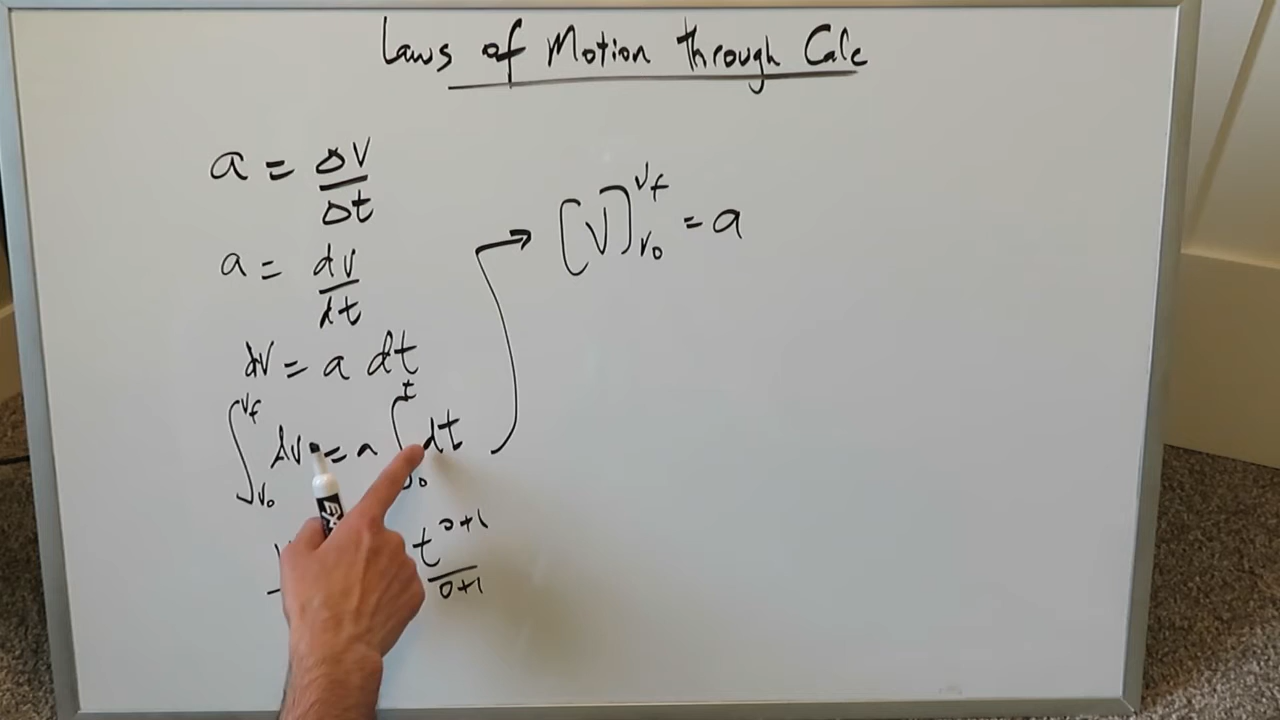 Laws of Motion through Calc
a = ΔV/Δt
a = dV/dt
dV = a dt
∫_{V₀}^{Vf} dV = a ∫_{0}^{t} dt
t^{0+1}/0+1
[V]_{V₀}^{Vf} = a